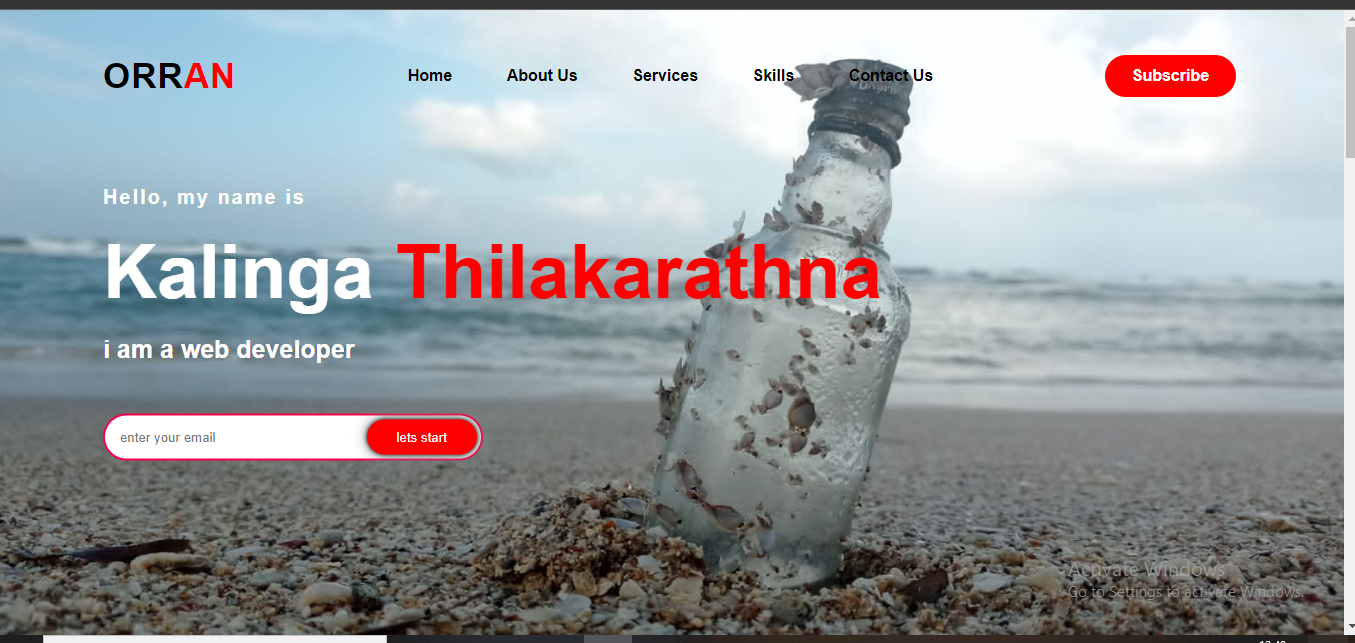 ORRAN
Home About Us Services Skills Contact Us
Subscribe
Hello, my name is
Kalinga Thilakarathna
i am a web developer
enter your email
lets start
Activate Windows
Go to Settings to activate Windows.